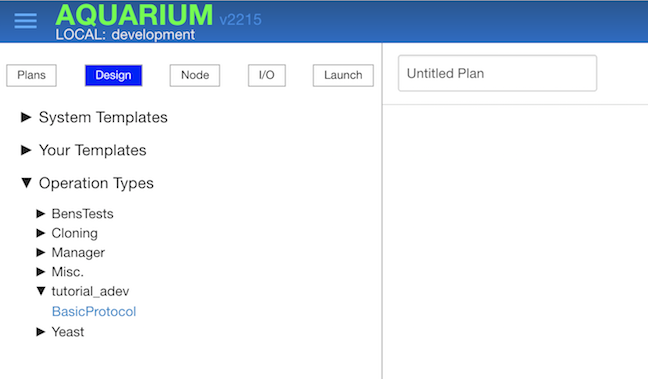 AQUARIUM v2215
LOCAL: development
Plans Design Node I/O Launch
Untitled Plan
System Templates
Your Templates
Operation Types
BensTests
Cloning
Manager
Misc.
tutorial_adev
BasicProtocol
Yeast